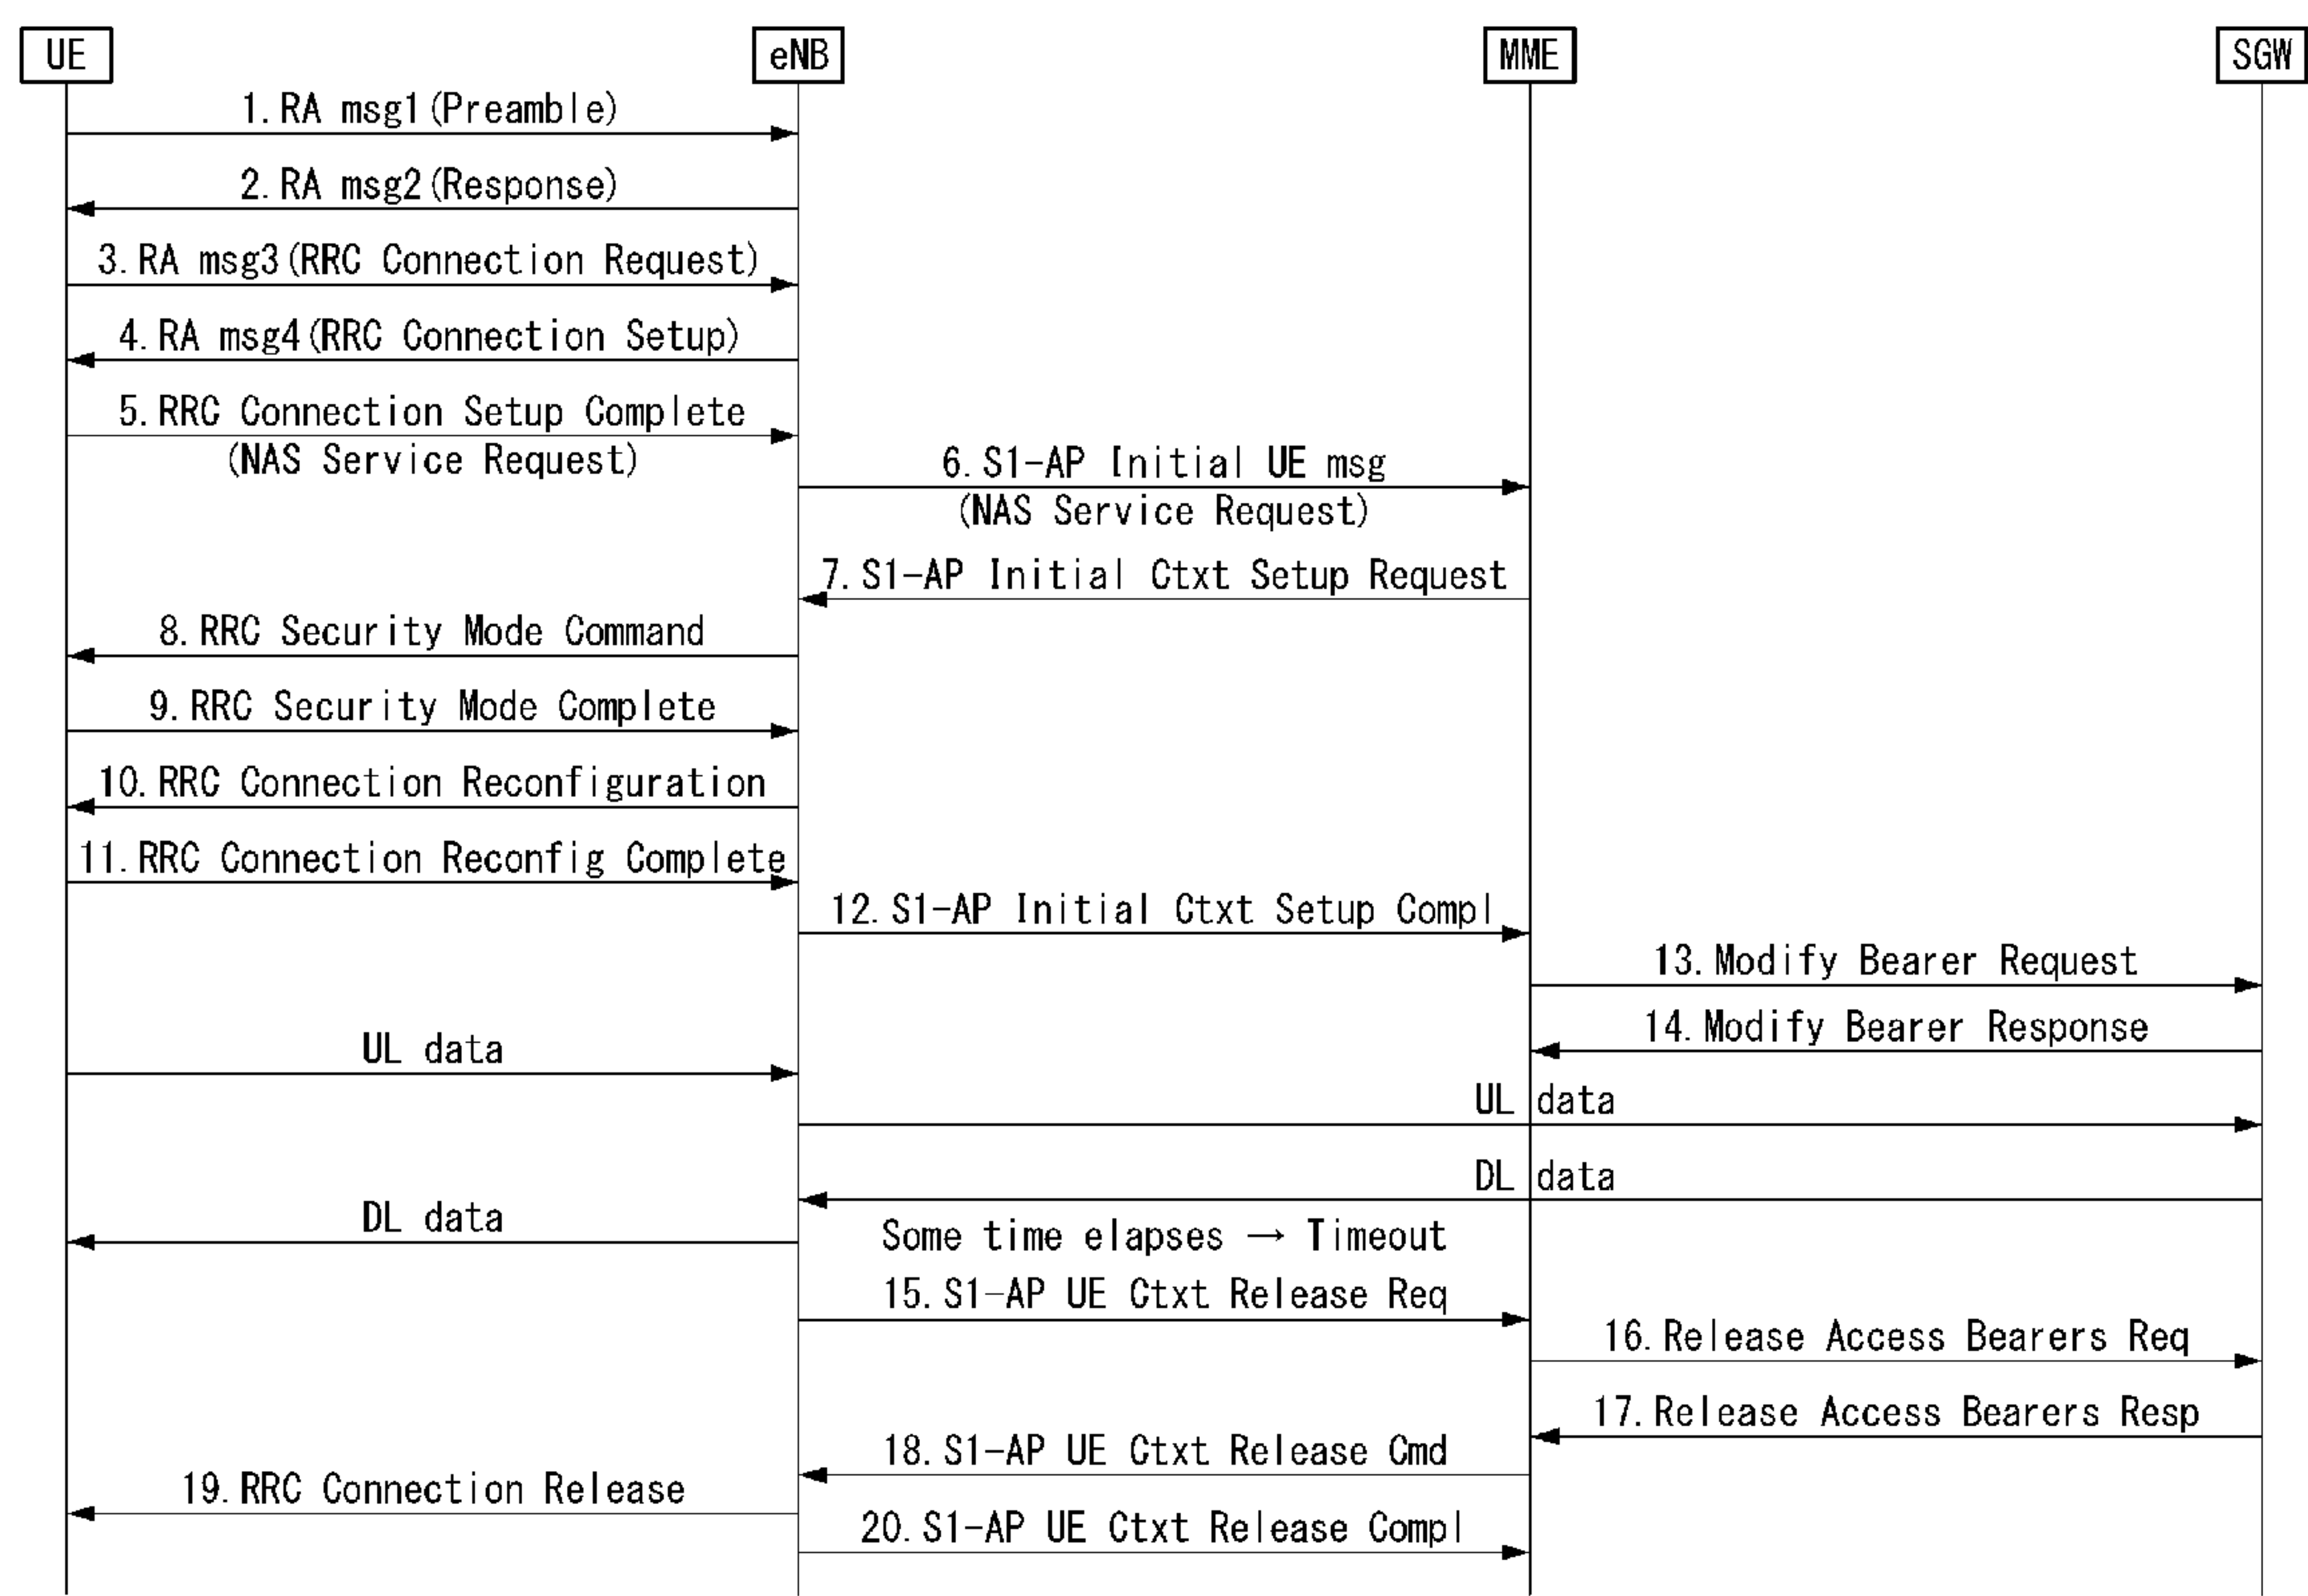 UE
eNB
MME
SGW
1.RA msg1(Preamble)
2.RA msg2(Response)
3.RA msg3(RRC Connection Request)
4.RA msg4(RRC Connection Setup)
5.RRC Connection Setup Complete
(NAS Service Request)
6.S1-AP Initial UE msg
(NAS Service Request)
7.S1-AP Initial Ctxt Setup Request
8.RRC Security Mode Command
9.RRC Security Mode Complete
10.RRC Connection Reconfiguration
11.RRC Connection Reconfig Complete
12.S1-AP Initial Ctxt Setup Compl
13.Modify Bearer Request
14.Modify Bearer Response
UL data
UL data
DL data
DL data
Some time elapses → Timeout
15.S1-AP UE Ctxt Release Req
16.Release Access Bearers Req
17.Release Access Bearers Resp
18.S1-AP UE Ctxt Release Cmd
19.RRC Connection Release
20.S1-AP UE Ctxt Release Compl